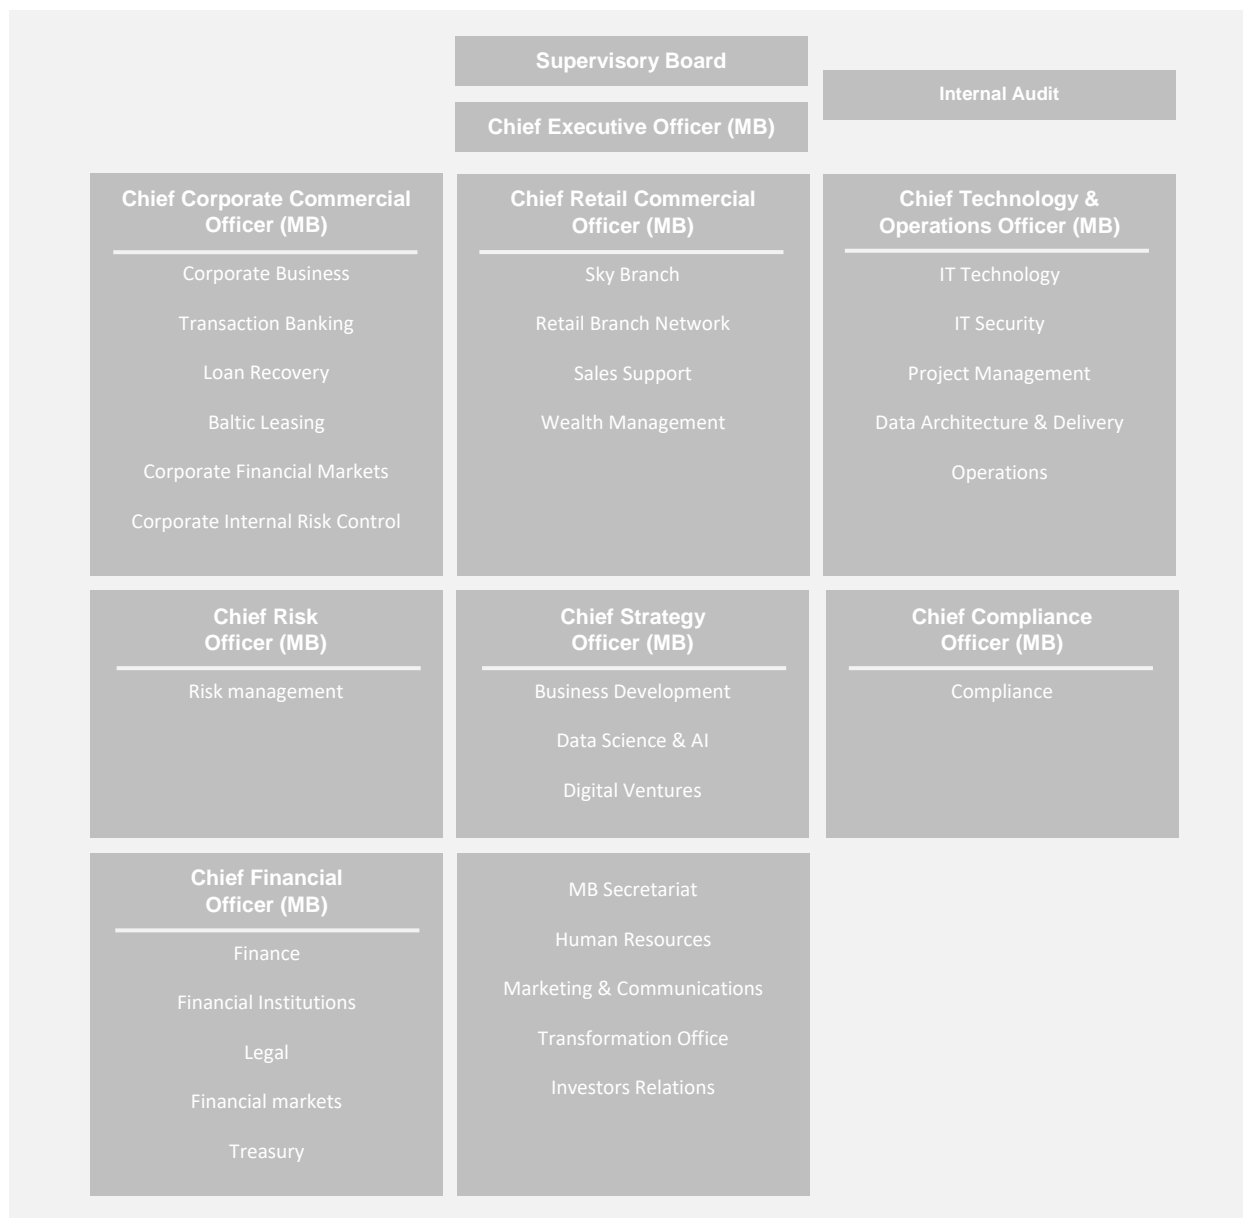 Supervisory Board
Internal Audit
Chief Executive Officer (MB)
Chief Corporate Commercial
Officer (MB)
Corporate Business
Transaction Banking
Loan Recovery
Baltic Leasing
Corporate Financial Markets
Corporate Internal Risk Control
Chief Retail Commercial
Officer (MB)
Sky Branch
Retail Branch Network
Sales Support
Wealth Management
Chief Technology &
Operations Officer (MB)
IT Technology
IT Security
Project Management
Data Architecture & Delivery
Operations
Chief Risk
Officer (MB)
Risk management
Chief Strategy
Officer (MB)
Business Development
Data Science & AI
Digital Ventures
Chief Compliance
Officer (MB)
Compliance
Chief Financial
Officer (MB)
Finance
Financial Institutions
Legal
Financial markets
Treasury
MB Secretariat
Human Resources
Marketing & Communications
Transformation Office
Investors Relations